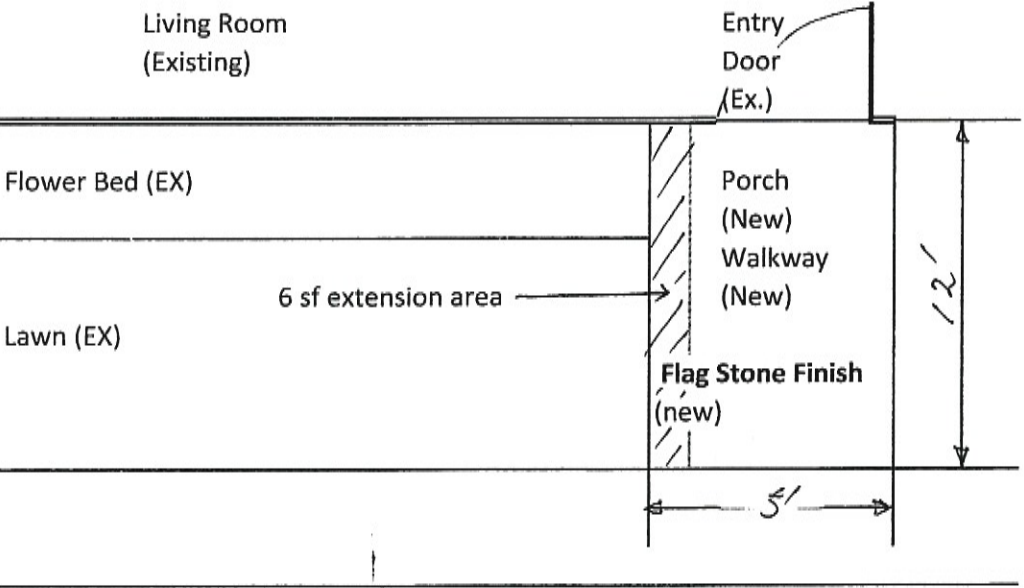 Living Room
(Existing)
Entry
Door
(Ex.)
Flower Bed (EX)
Porch
(New)
Walkway
(New)
6 sf extension area
12'
Lawn (EX)
Flag Stone Finish
(new)
5'